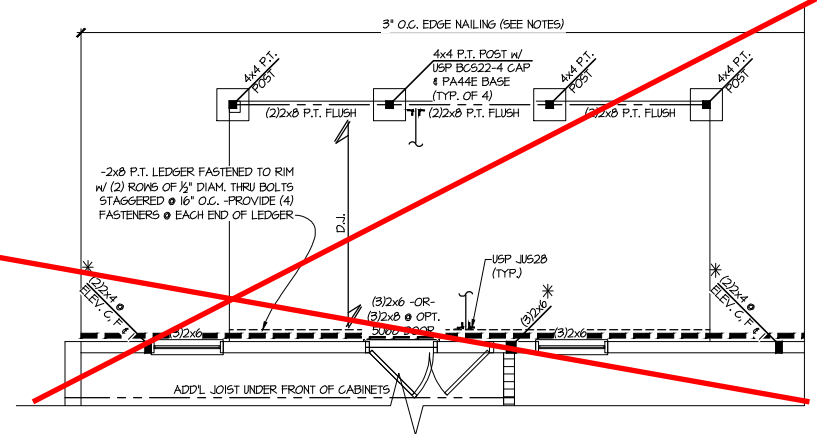 3" O.C. EDGE NAILING (SEE NOTES)
4x4 P.T.
POST
4x4 P.T. POST w/
USP BCS22-4 CAP
& PA44E BASE
(TYP. OF 4)
4x4 P.T.
POST
4x4 P.T.
POST
(2)2x8 P.T. FLUSH
(2)2x8 P.T. FLUSH
(2)2x8 P.T. FLUSH
-2x8 P.T. LEDGER FASTENED TO RIM
w/ (2) ROWS OF ½" DIAM. THRU BOLTS
STAGGERED @ 16" O.C. -PROVIDE (4)
FASTENERS @ EACH END OF LEDGER
D.J.
USP JUS28
(TYP.)
*
(2)2x4 @
ELEV. C, F &
(3)2x6 -OR-
(3)2x8 @ OPT.
5008 DOOR
(3)2x6 *
*
(2)2x4 @
ELEV. C, F &
(3)2x6
(3)2x6
ADD'L JOIST UNDER FRONT OF CABINETS